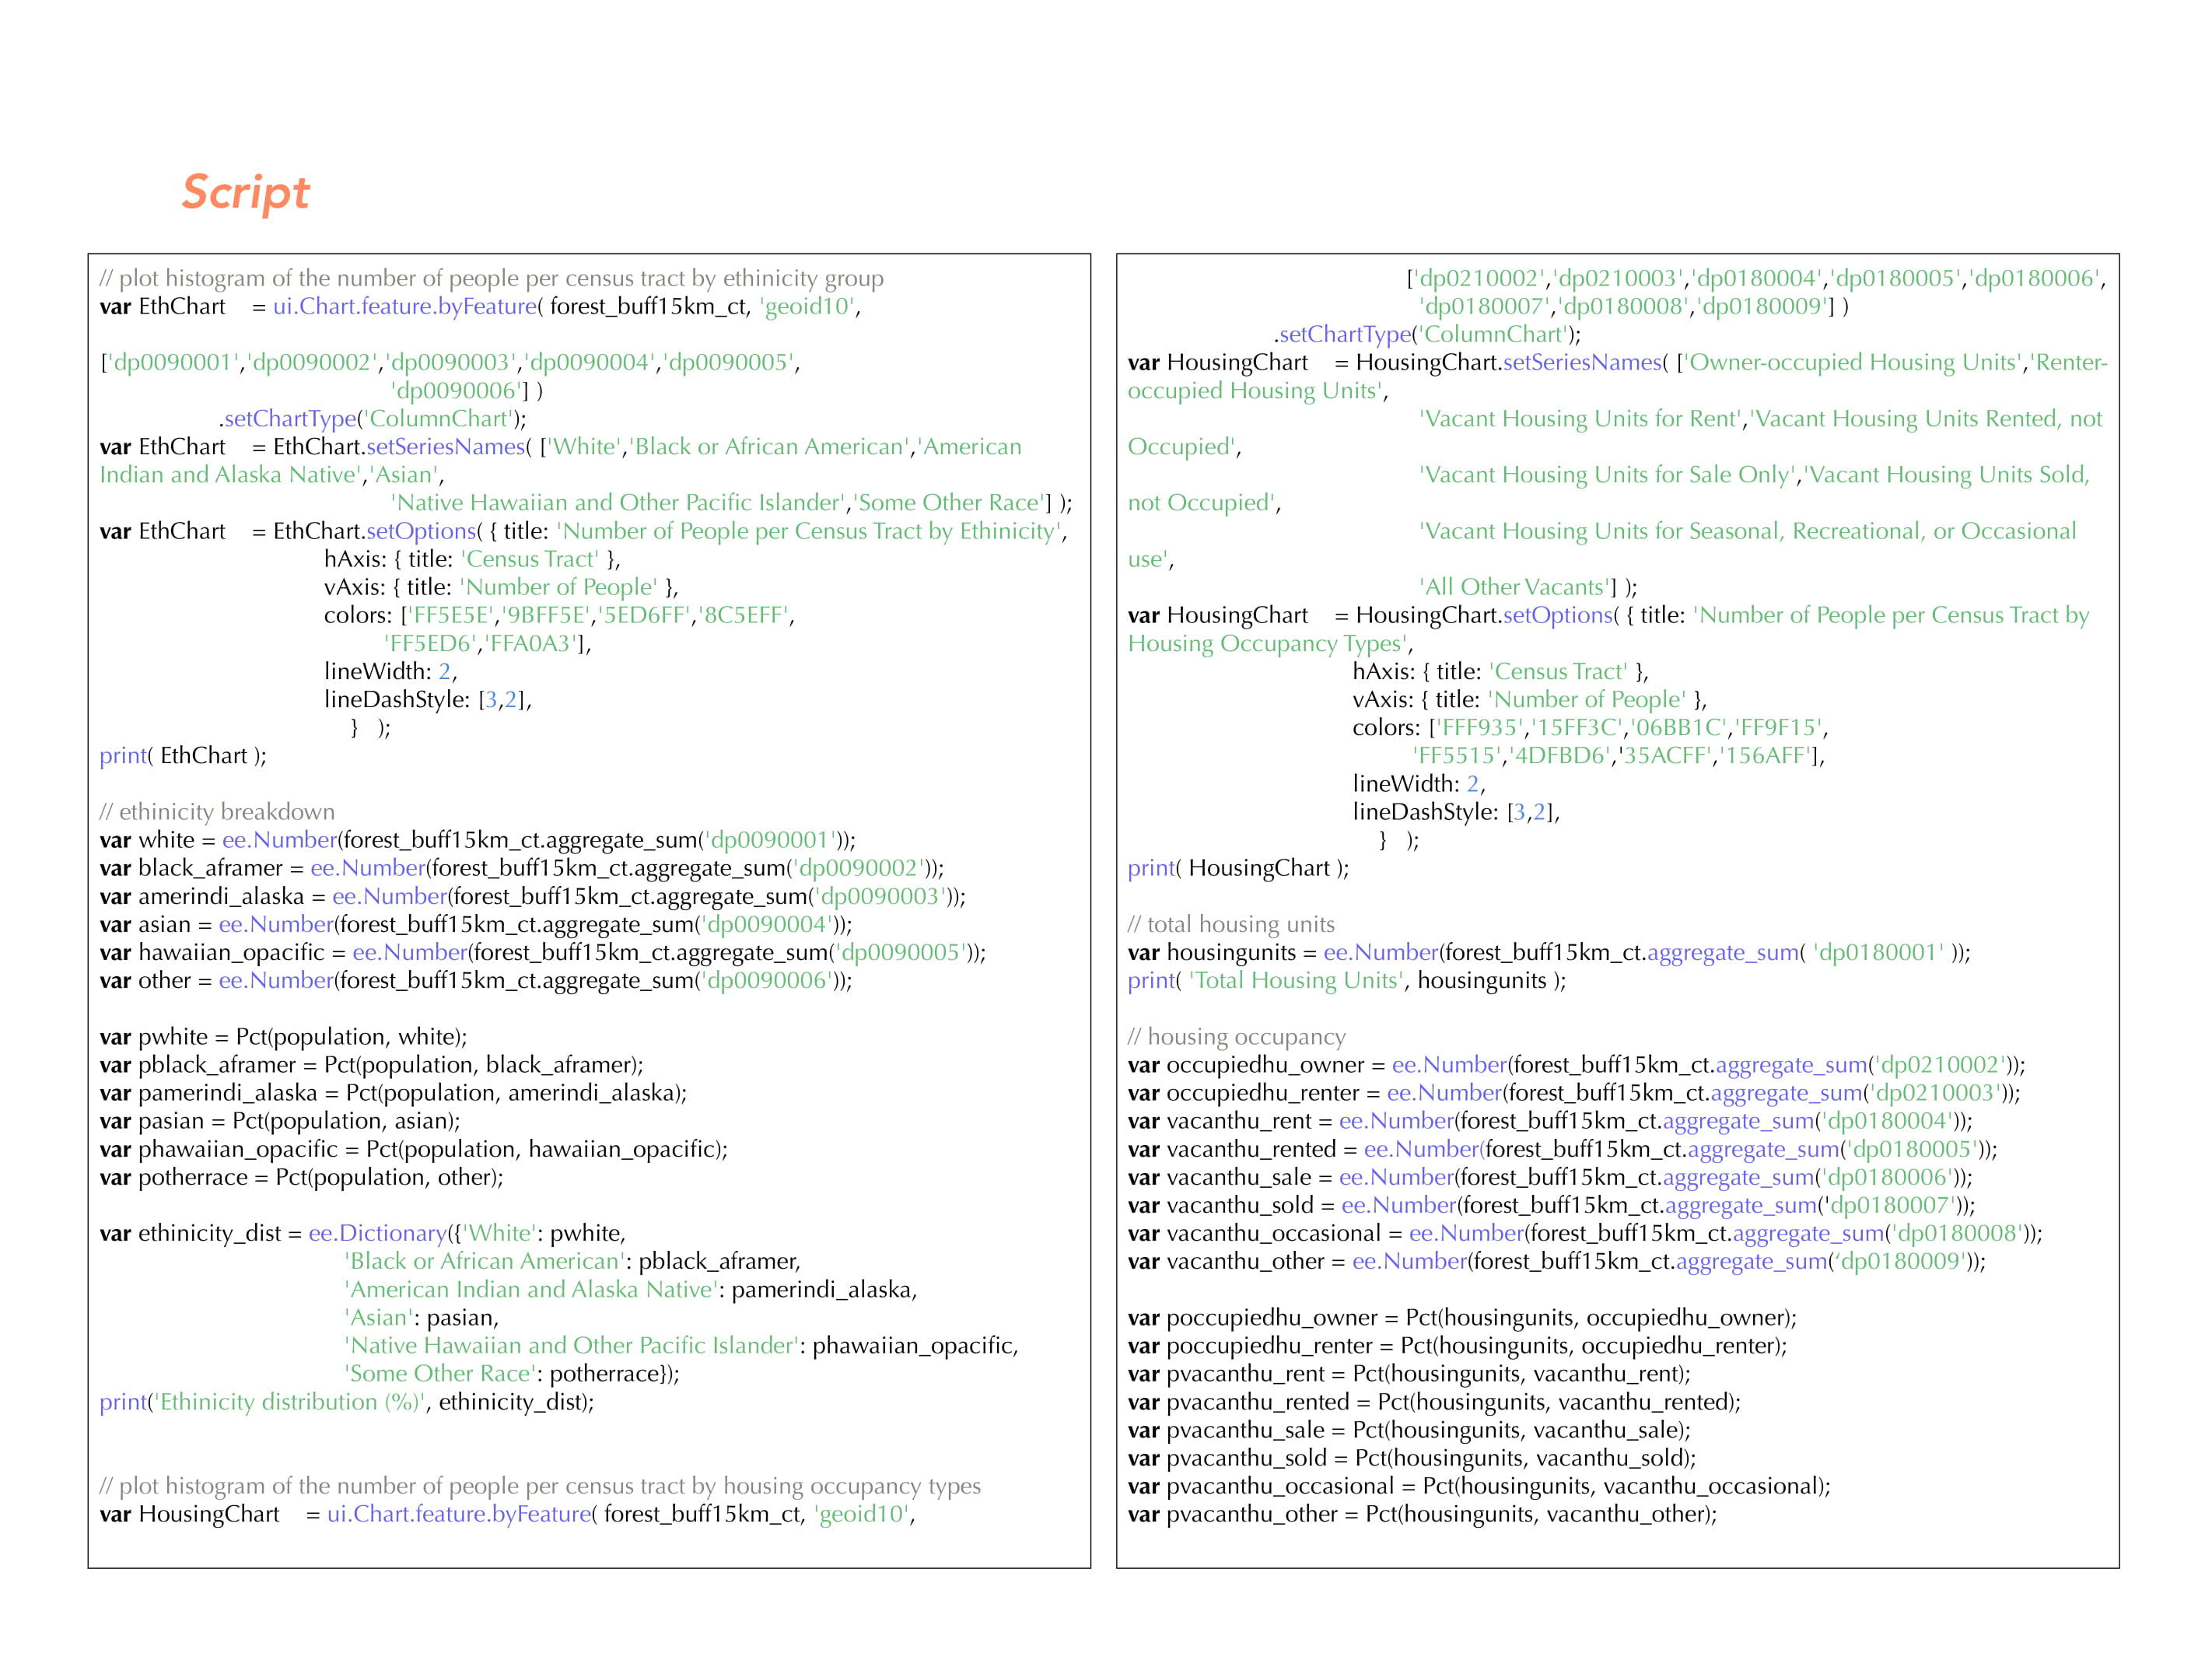 Script
// plot histogram of the number of people per census tract by ethinicity group
var EthChart    = ui.Chart.feature.byFeature( forest_buff15km_ct, 'geoid10',
['dp0090001','dp0090002','dp0090003','dp0090004','dp0090005',
'dp0090006'] )
.setChartType('ColumnChart');
var EthChart    = EthChart.setSeriesNames( ['White','Black or African American','American
Indian and Alaska Native','Asian',
'Native Hawaiian and Other Pacific Islander','Some Other Race'] );
var EthChart    = EthChart.setOptions( { title: 'Number of People per Census Tract by Ethinicity',
hAxis: { title: 'Census Tract' },
vAxis: { title: 'Number of People' },
colors: ['FF5E5E','9BFF5E','5ED6FF','8C5EFF',
'FF5ED6','FFA0A3'],
lineWidth: 2,
lineDashStyle: [3,2],
}   );
print( EthChart );
// ethinicity breakdown
var white = ee.Number(forest_buff15km_ct.aggregate_sum('dp0090001'));
var black_aframer = ee.Number(forest_buff15km_ct.aggregate_sum('dp0090002'));
var amerindi_alaska = ee.Number(forest_buff15km_ct.aggregate_sum('dp0090003'));
var asian = ee.Number(forest_buff15km_ct.aggregate_sum('dp0090004'));
var hawaiian_opacific = ee.Number(forest_buff15km_ct.aggregate_sum('dp0090005'));
var other = ee.Number(forest_buff15km_ct.aggregate_sum('dp0090006'));
var pwhite = Pct(population, white);
var pblack_aframer = Pct(population, black_aframer);
var pamerindi_alaska = Pct(population, amerindi_alaska);
var pasian = Pct(population, asian);
var phawaiian_opacific = Pct(population, hawaiian_opacific);
var potherrace = Pct(population, other);
var ethinicity_dist = ee.Dictionary({'White': pwhite,
'Black or African American': pblack_aframer,
'American Indian and Alaska Native': pamerindi_alaska,
'Asian': pasian,
'Native Hawaiian and Other Pacific Islander': phawaiian_opacific,
'Some Other Race': potherrace});
print('Ethinicity distribution (%)', ethinicity_dist);
// plot histogram of the number of people per census tract by housing occupancy types
var HousingChart    = ui.Chart.feature.byFeature( forest_buff15km_ct, 'geoid10',
['dp0210002','dp0210003','dp0180004','dp0180005','dp0180006',
'dp0180007','dp0180008','dp0180009'] )
.setChartType('ColumnChart');
var HousingChart    = HousingChart.setSeriesNames( ['Owner-occupied Housing Units','Renter-
occupied Housing Units',
'Vacant Housing Units for Rent','Vacant Housing Units Rented, not
Occupied',
'Vacant Housing Units for Sale Only','Vacant Housing Units Sold,
not Occupied',
'Vacant Housing Units for Seasonal, Recreational, or Occasional
use',
'All Other Vacants'] );
var HousingChart    = HousingChart.setOptions( { title: 'Number of People per Census Tract by
Housing Occupancy Types',
hAxis: { title: 'Census Tract' },
vAxis: { title: 'Number of People' },
colors: ['FFF935','15FF3C','06BB1C','FF9F15',
'FF5515','4DFBD6','35ACFF','156AFF'],
lineWidth: 2,
lineDashStyle: [3,2],
}   );
print( HousingChart );
// total housing units
var housingunits = ee.Number(forest_buff15km_ct.aggregate_sum( 'dp0180001' ));
print( 'Total Housing Units', housingunits );
// housing occupancy
var occupiedhu_owner = ee.Number(forest_buff15km_ct.aggregate_sum('dp0210002'));
var occupiedhu_renter = ee.Number(forest_buff15km_ct.aggregate_sum('dp0210003'));
var vacanthu_rent = ee.Number(forest_buff15km_ct.aggregate_sum('dp0180004'));
var vacanthu_rented = ee.Number(forest_buff15km_ct.aggregate_sum('dp0180005'));
var vacanthu_sale = ee.Number(forest_buff15km_ct.aggregate_sum('dp0180006'));
var vacanthu_sold = ee.Number(forest_buff15km_ct.aggregate_sum('dp0180007'));
var vacanthu_occasional = ee.Number(forest_buff15km_ct.aggregate_sum('dp0180008'));
var vacanthu_other = ee.Number(forest_buff15km_ct.aggregate_sum(‘dp0180009'));
var poccupiedhu_owner = Pct(housingunits, occupiedhu_owner);
var poccupiedhu_renter = Pct(housingunits, occupiedhu_renter);
var pvacanthu_rent = Pct(housingunits, vacanthu_rent);
var pvacanthu_rented = Pct(housingunits, vacanthu_rented);
var pvacanthu_sale = Pct(housingunits, vacanthu_sale);
var pvacanthu_sold = Pct(housingunits, vacanthu_sold);
var pvacanthu_occasional = Pct(housingunits, vacanthu_occasional);
var pvacanthu_other = Pct(housingunits, vacanthu_other);